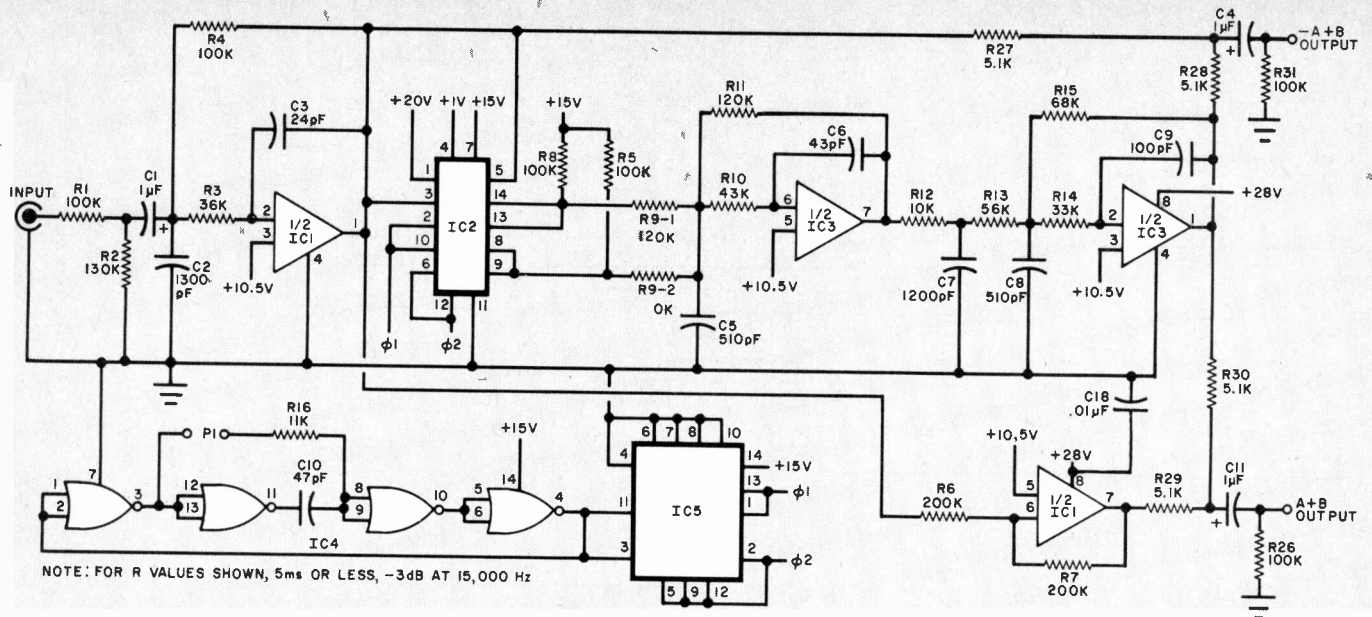 R4
100K
C3
24pF
INPUT
R1
100K
C1
1µF
+
R3
36K
R2
130K
C2
1300
pF
2
3
1/2
IC1
1
4
+10.5V
+20V +1V +15V
4 7
1
3
2
10
6
12
5
14
13
8
9
11
IC2
ϕ1
ϕ2
+15V
R8
100K
R5
100K
R9-1
120K
R9-2
0K
C5
510pF
R11
120K
R10
43K
C6
43pF
6
5
1/2
IC3
7
+10.5V
R12
10K
R13
56K
C7
1200pF
C8
510pF
R15
68K
R14
33K
C9
100pF
2
3
1/2
IC3
8
1
4
+28V
+10.5V
R27
5.1K
R28
5.1K
C4
1µF
+
-A+B
OUTPUT
R31
100K
R30
5.1K
C18
.01µF
+10,5V
+28V
8
5
6
1/2
IC1
7
R6
200K
R7
200K
R29
5.1K
C11
1µF
+
A+B
OUTPUT
R26
100K
P1
R16
11K
C10
47pF
7
1
2
3
12
13
11
8
9
10
5
6
14
4
+15V
IC4
6 7 8 10
4
11
3
14
13
1
2
5 9 12
IC5
+15V
ϕ1
ϕ2
NOTE: FOR R VALUES SHOWN, 5ms OR LESS, -3dB AT 15,000 Hz